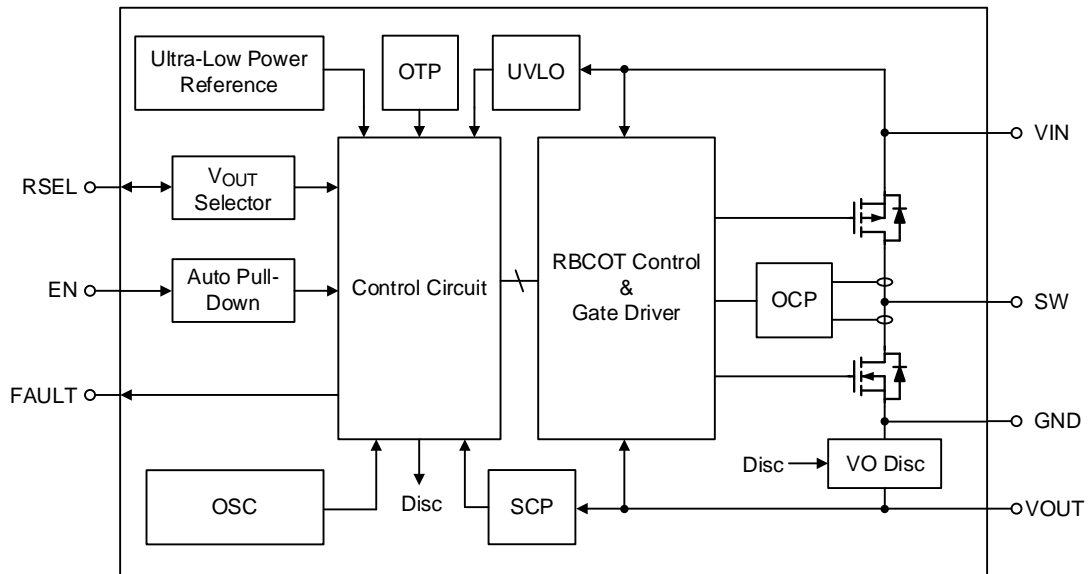 Ultra-Low Power
Reference
OTP
UVLO
VIN
RSEL
VOUT
Selector
EN
Auto Pull-
Down
Control Circuit
RBCOT Control
&
Gate Driver
OCP
SW
FAULT
GND
OSC
Disc
SCP
Disc
VO Disc
VOUT